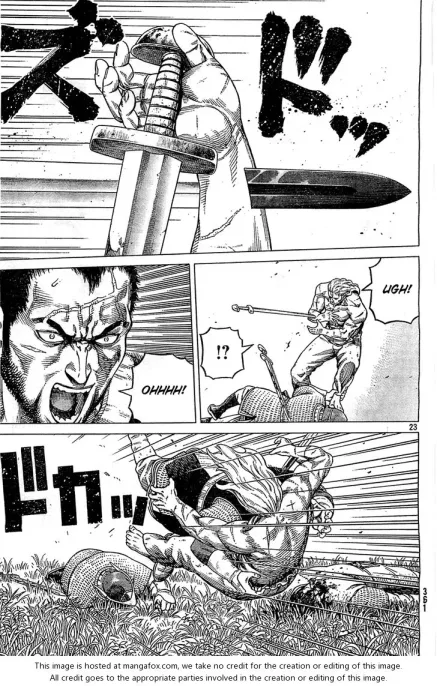 ズドッ
UGH!
!?
OHHHH!
23
ドカッ
361
This image is hosted at mangafox.com, we take no credit for the creation or editing of this image.
All credit goes to the appropriate parties involved in the creation or editing of this image.